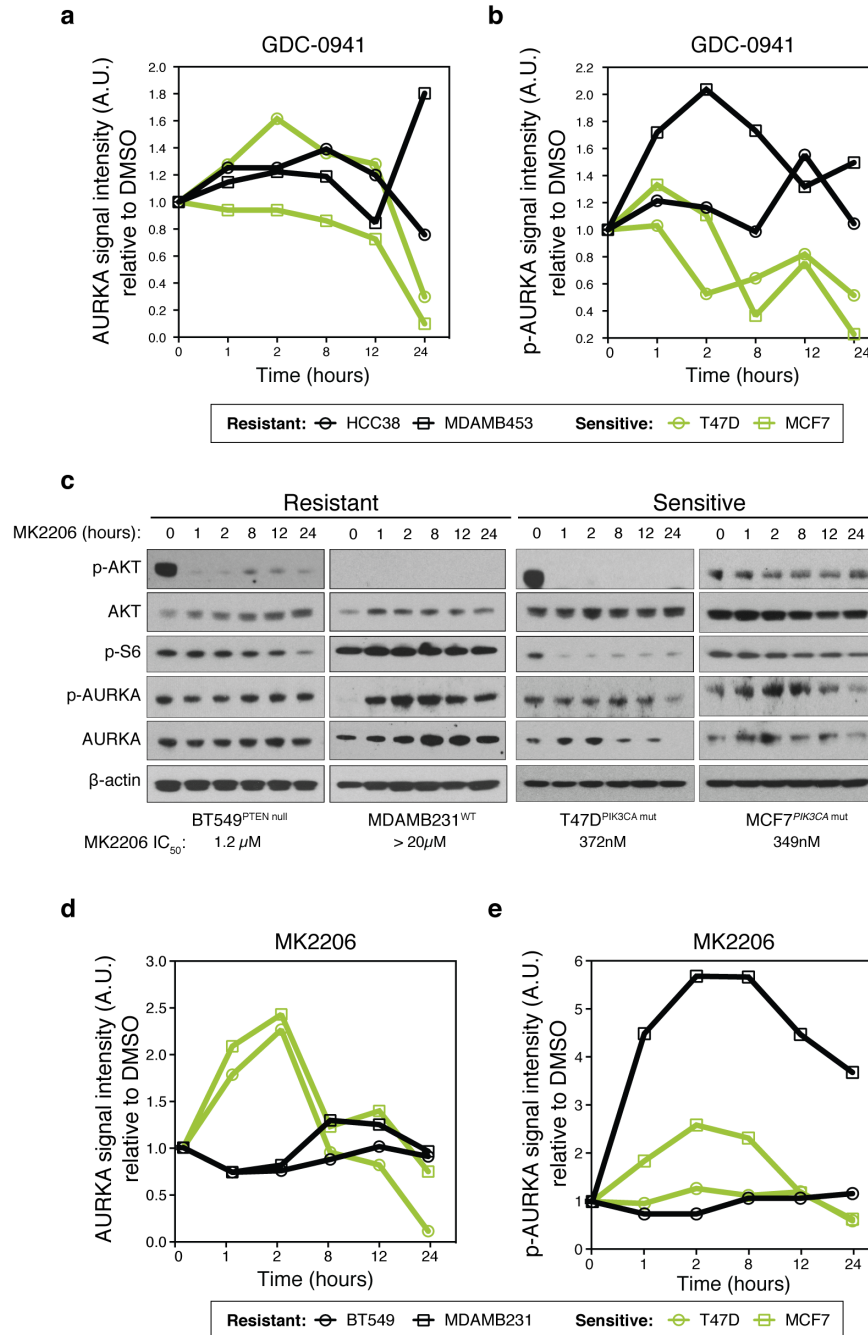 a
GDC-0941
AURKA signal intensity (A.U.)
relative to DMSO
2.0
1.8
1.6
1.4
1.2
1.0
0.8
0.6
0.4
0.2
0.0
0 1 2 8 12 24
Time (hours)
b
GDC-0941
p-AURKA signal intensity (A.U.)
relative to DMSO
2.2
2.0
1.8
1.6
1.4
1.2
1.0
0.8
0.6
0.4
0.2
0 1 2 8 12 24
Time (hours)
Resistant: HCC38 MDAMB453 Sensitive: T47D MCF7
c
Resistant Sensitive
MK2206 (hours): 0 1 2 8 12 24 0 1 2 8 12 24 0 1 2 8 12 24 0 1 2 8 12 24
p-AKT
AKT
p-S6
p-AURKA
AURKA
β-actin
BT549PTEN null MDAMB231WT T47DPIK3CA mut MCF7PIK3CA mut
MK2206 IC50: 1.2 µM > 20µM 372nM 349nM
d
MK2206
AURKA signal intensity (A.U.)
relative to DMSO
3.0
2.5
2.0
1.5
1.0
0.5
0.0
0 1 2 8 12 24
Time (hours)
e
MK2206
p-AURKA signal intensity (A.U.)
relative to DMSO
6
5
4
3
2
1
0
0 1 2 8 12 24
Time (hours)
Resistant: BT549 MDAMB231 Sensitive: T47D MCF7